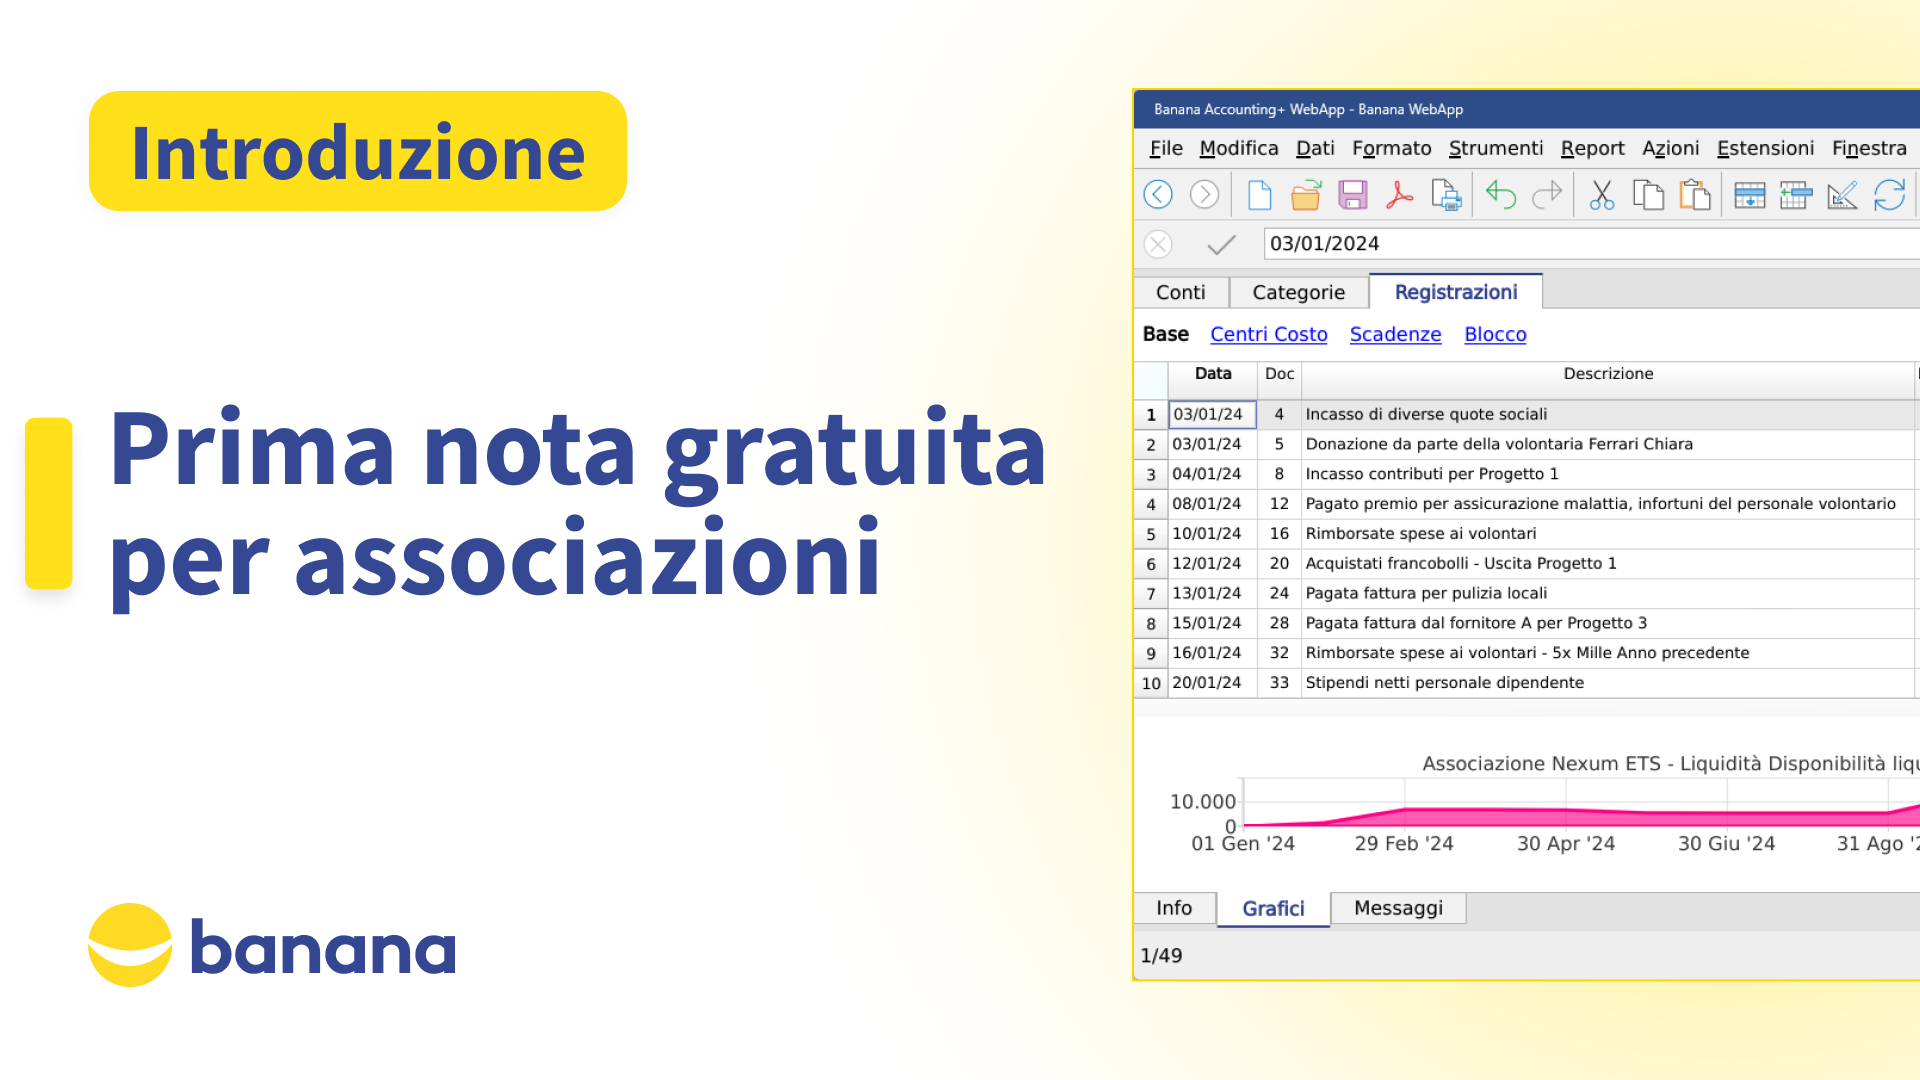 Introduzione
Prima nota gratuita
per associazioni
banana
Banana Accounting+ WebApp - Banana WebApp
File Modifica Dati Formato Strumenti Report Azioni Estensioni Finestra
03/01/2024
Conti Categorie Registrazioni
Base Centri Costo Scadenze Blocco
Data Doc Descrizione
1 03/01/24 4 Incasso di diverse quote sociali
2 03/01/24 5 Donazione da parte della volontaria Ferrari Chiara
3 04/01/24 8 Incasso contributi per Progetto 1
4 08/01/24 12 Pagato premio per assicurazione malattia, infortuni del personale volontario
5 10/01/24 16 Rimborsate spese ai volontari
6 12/01/24 20 Acquistati francobolli - Uscita Progetto 1
7 13/01/24 24 Pagata fattura per pulizia locali
8 15/01/24 28 Pagata fattura dal fornitore A per Progetto 3
9 16/01/24 32 Rimborsate spese ai volontari - 5x Mille Anno precedente
10 20/01/24 33 Stipendi netti personale dipendente
Associazione Nexum ETS - Liquidità Disponibilità
10.000
0
01 Gen '24 29 Feb '24 30 Apr '24 30 Giu '24 31 Ago
Info Grafici Messaggi
1/49